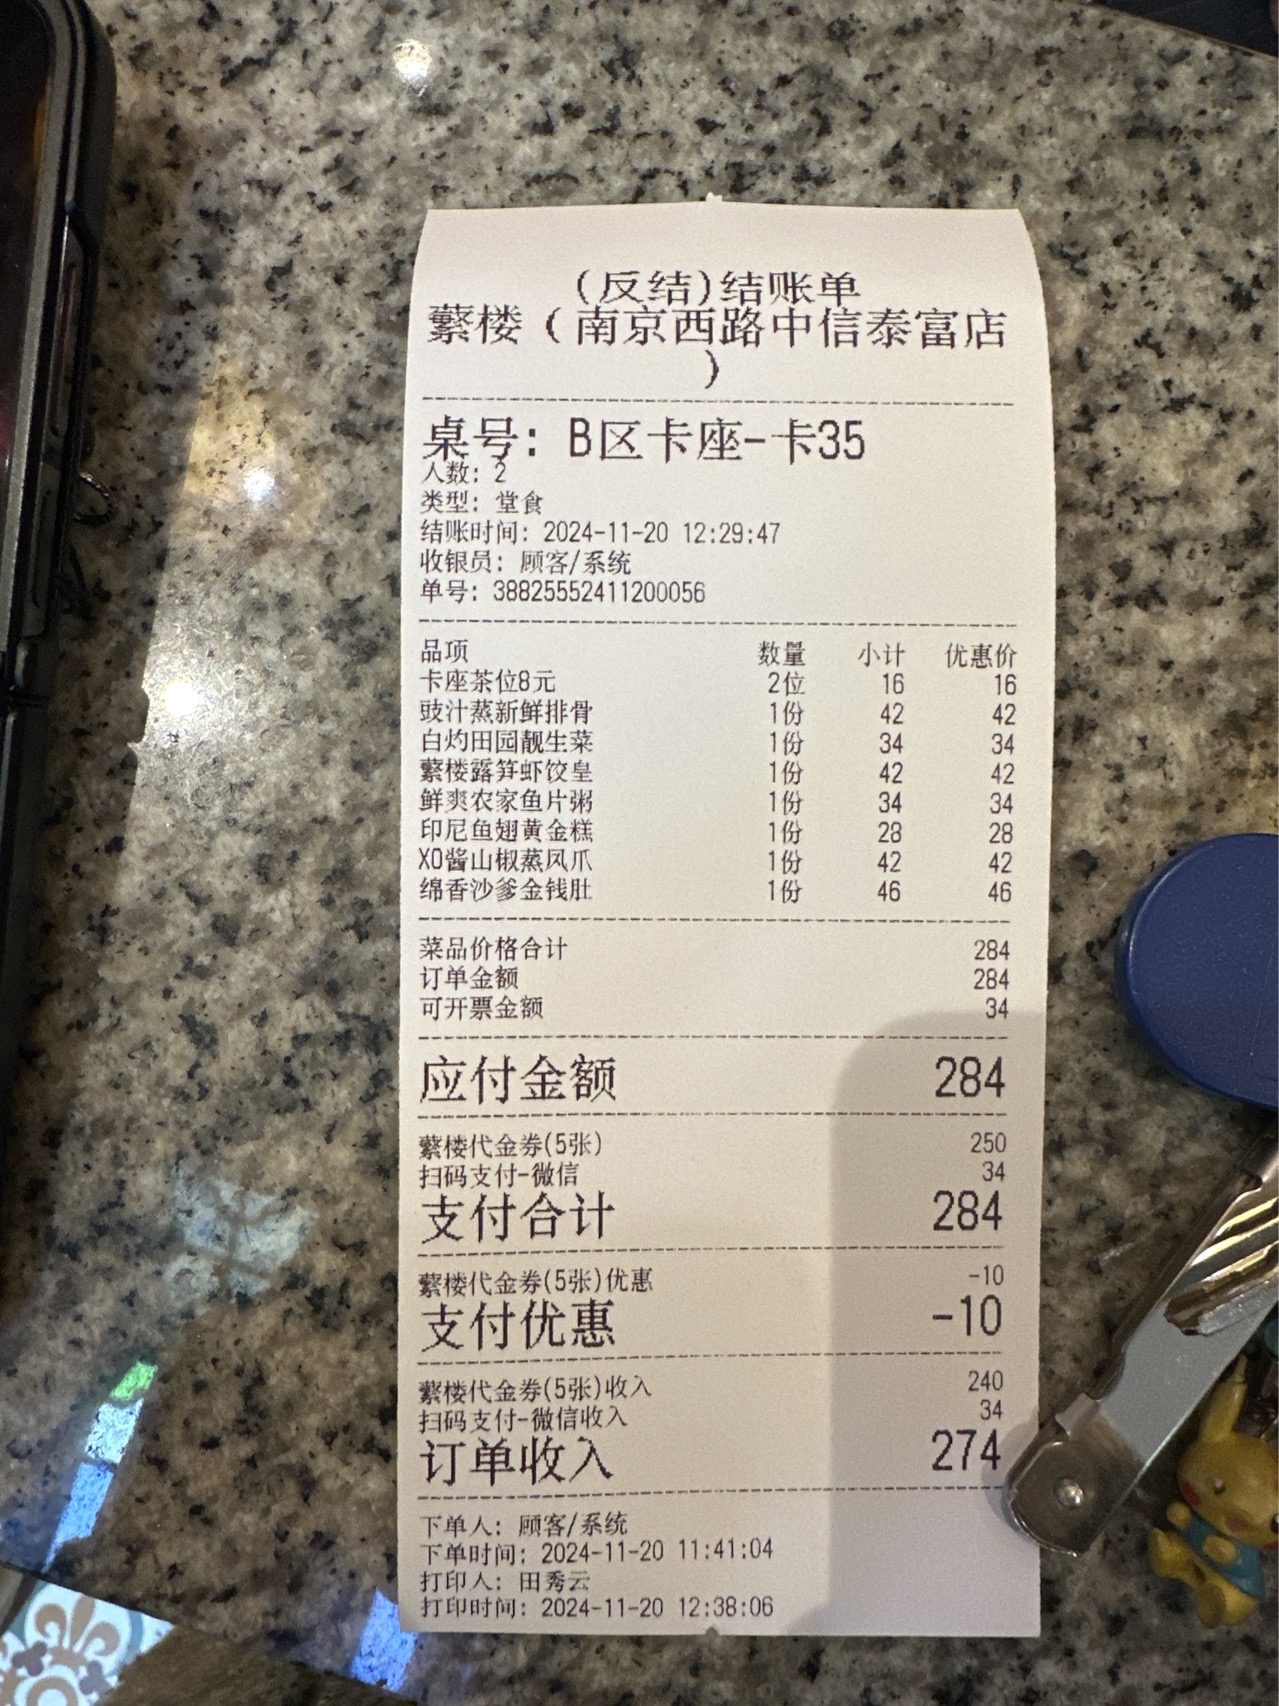 (反结)结账单
蘩楼（南京西路中信泰富店
）
桌号: B区卡座-卡35
人数: 2
类型: 堂食
结账时间: 2024-11-20 12:29:47
收银员: 顾客/系统
单号: 38825552411200056
品项 数量 小计 优惠价
卡座茶位8元 2位 16 16
豉汁蒸新鲜排骨 1份 42 42
白灼田园靓生菜 1份 34 34
蘩楼露笋虾饺皇 1份 42 42
鲜爽农家鱼片粥 1份 34 34
印尼鱼翅黄金糕 1份 28 28
XO酱山椒蒸凤爪 1份 42 42
绵香沙爹金钱肚 1份 46 46
菜品价格合计 284
订单金额 284
可开票金额 34
应付金额 284
蘩楼代金券(5张) 250
扫码支付-微信 34
支付合计 284
蘩楼代金券(5张)优惠 -10
支付优惠 -10
蘩楼代金券(5张)收入 240
扫码支付-微信收入 34
订单收入 274
下单人: 顾客/系统
下单时间: 2024-11-20 11:41:04
打印人: 田秀云
打印时间: 2024-11-20 12:38:06